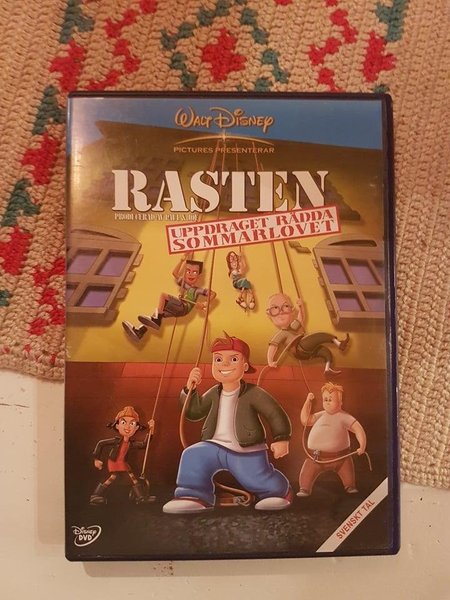 WALT DISNEY
PICTURES PRESENTERAR
RASTEN
UPPDRAGET RÄDDA
SOMMARLOVET
SVENSKT TAL
Disney
DVD